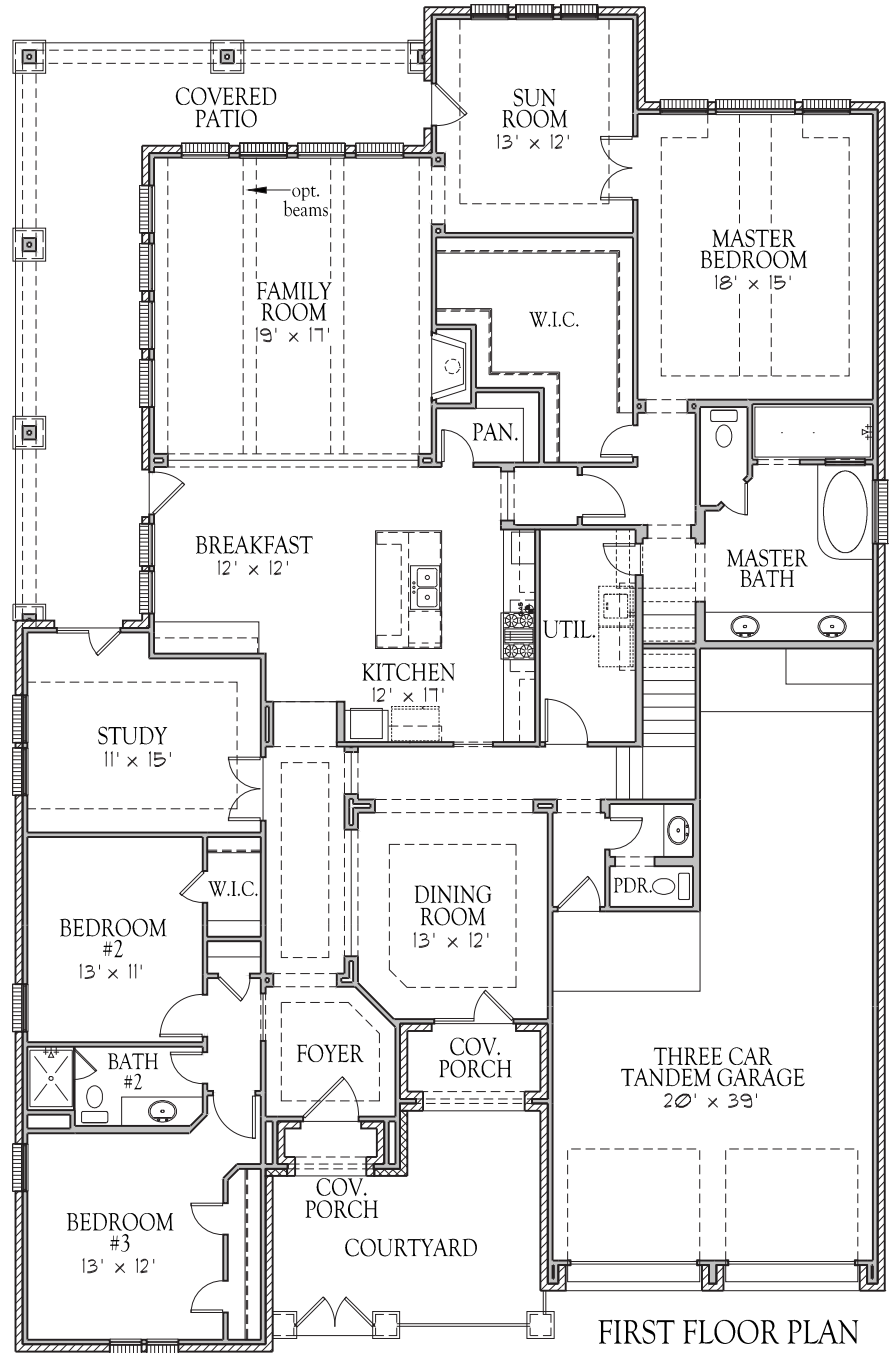 COVERED
PATIO
SUN
ROOM
13' x 12'
opt.
beams
MASTER
BEDROOM
18' x 15'
FAMILY
ROOM
19' x 17'
W.I.C.
PAN.
BREAKFAST
12' x 12'
MASTER
BATH
UTIL.
KITCHEN
12' x 17'
STUDY
11' x 15'
W.I.C.
PDR.
DINING
ROOM
13' x 12'
BEDROOM
#2
13' x 11'
FOYER
COV.
PORCH
BATH
#2
THREE CAR
TANDEM GARAGE
20' x 39'
COV.
PORCH
BEDROOM
#3
13' x 12'
COURTYARD
FIRST FLOOR PLAN